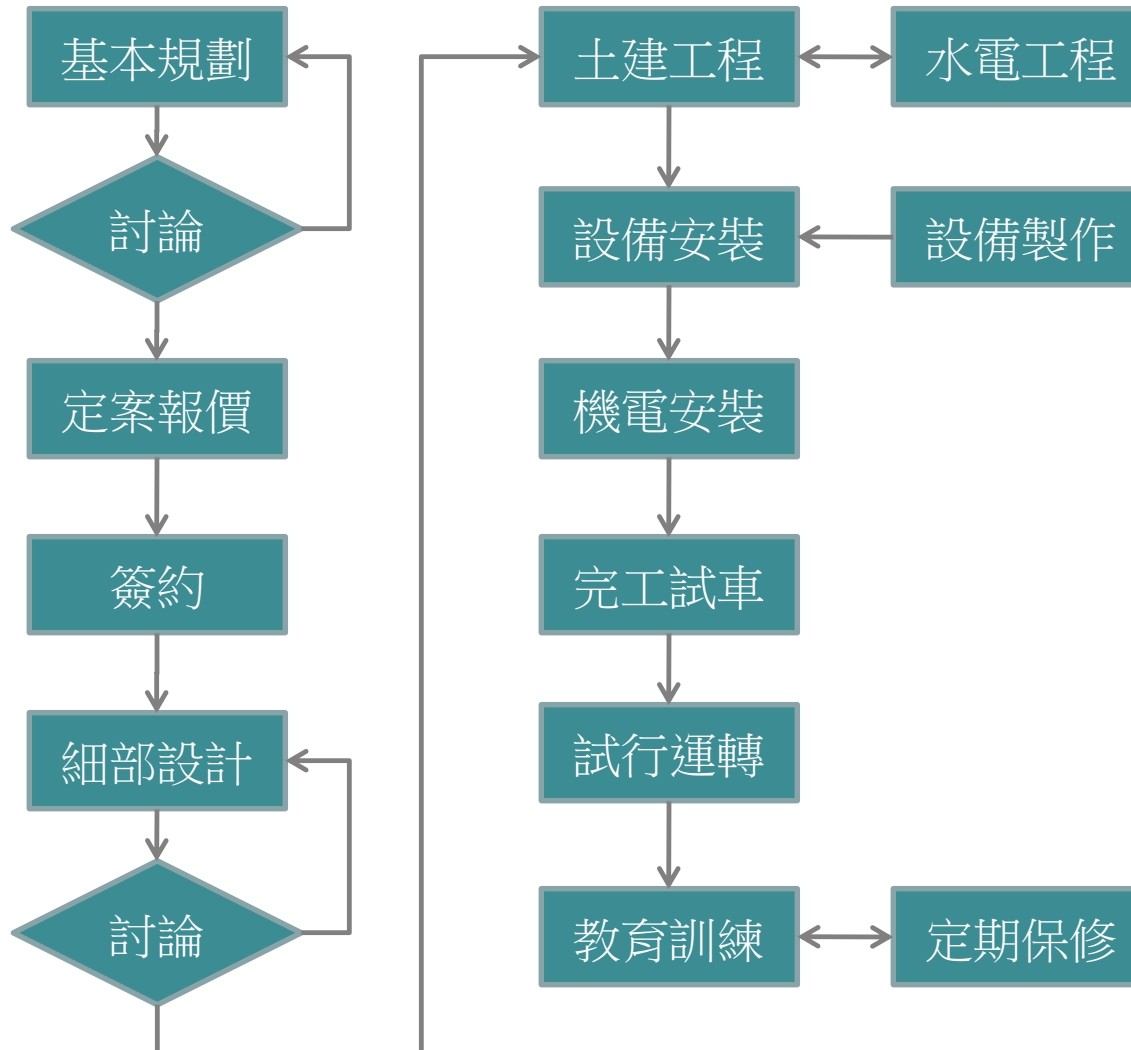 基本規劃
討論
定案報價
簽約
細部設計
討論
土建工程
水電工程
設備安裝
設備製作
機電安裝
完工試車
試行運轉
教育訓練
定期保修